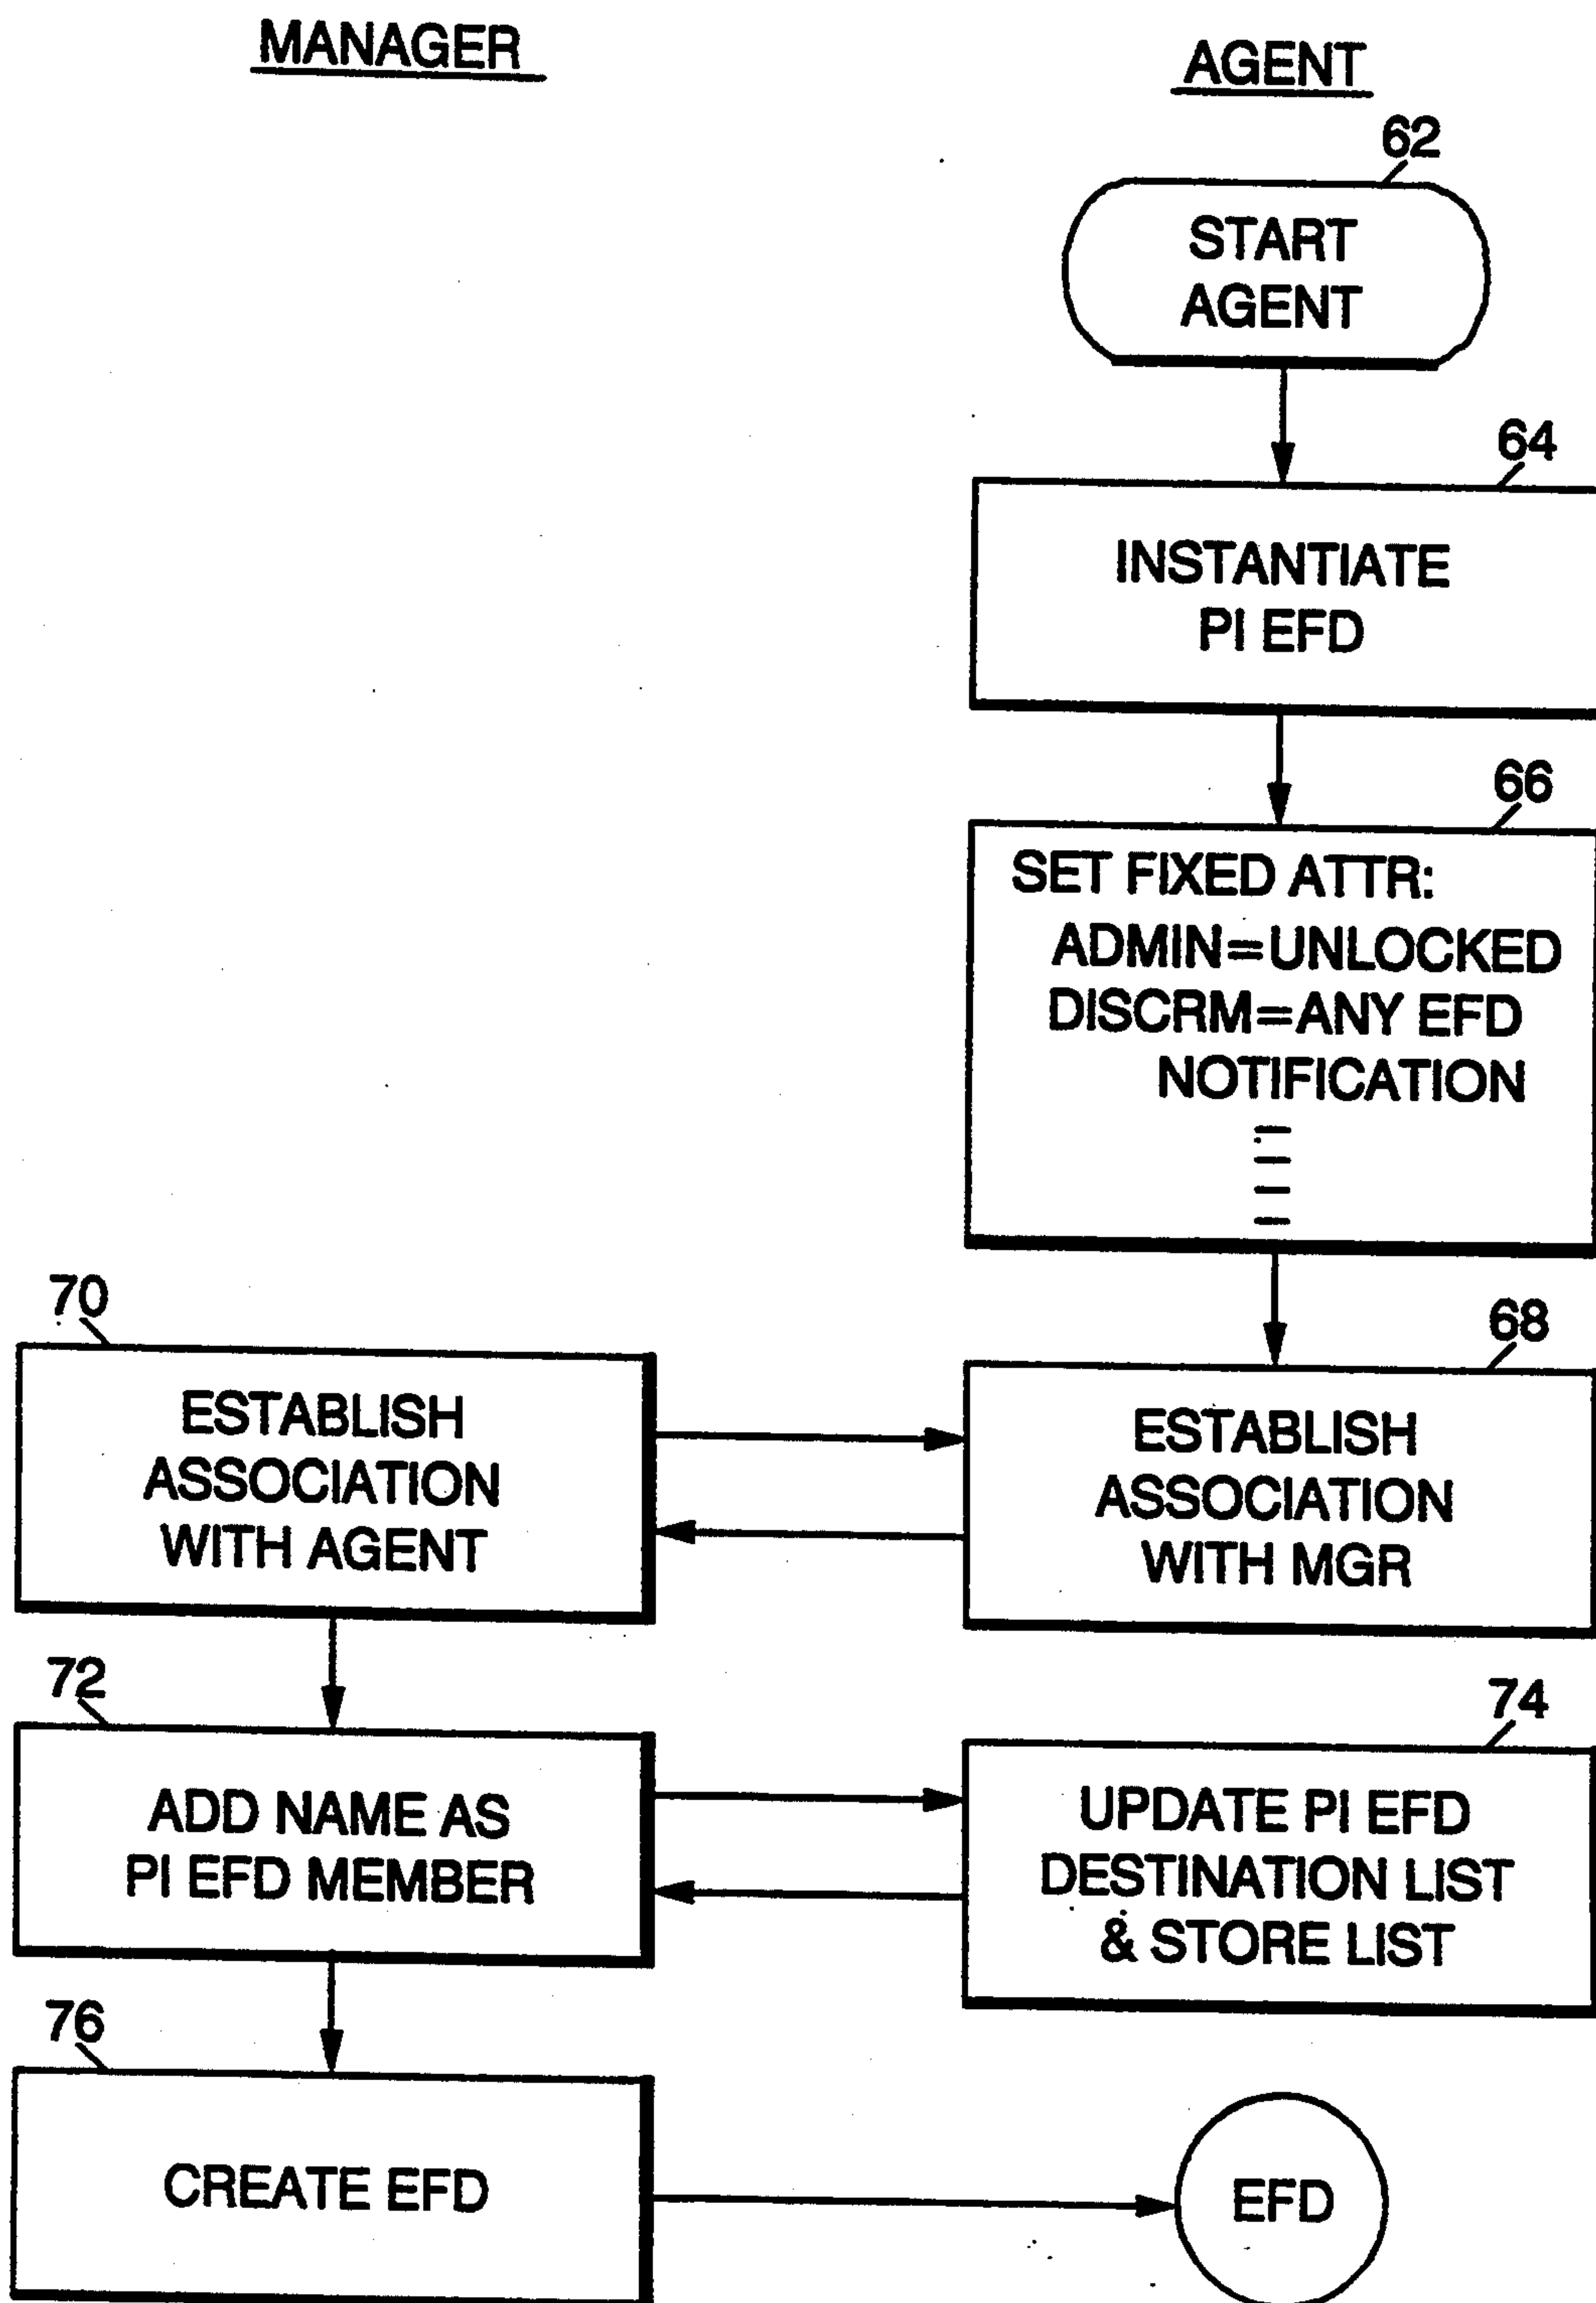 MANAGER
AGENT
62
START
AGENT
64
INSTANTIATE
PI EFD
66
SET FIXED ATTR:
ADMIN=UNLOCKED
DISCRM=ANY EFD
NOTIFICATION
70
ESTABLISH
ASSOCIATION
WITH AGENT
68
ESTABLISH
ASSOCIATION
WITH MGR
72
ADD NAME AS
PI EFD MEMBER
74
UPDATE PI EFD
DESTINATION LIST
& STORE LIST
76
CREATE EFD
EFD